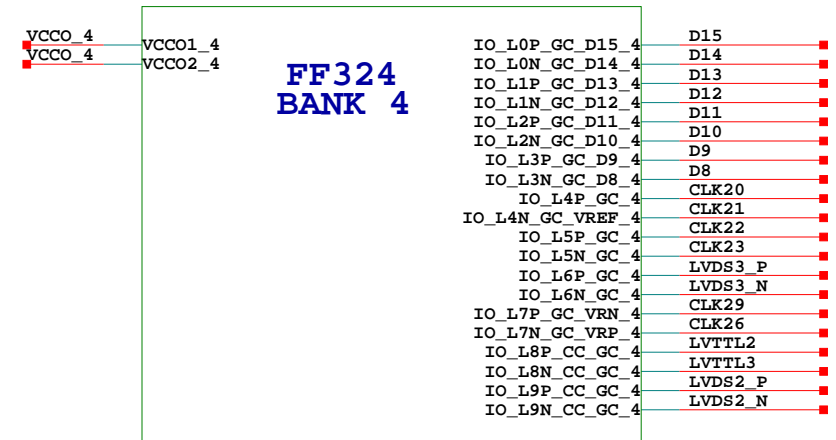 VCCO_4 VCCO1_4
VCCO_4 VCCO2_4
FF324
BANK 4
IO_L0P_GC_D15_4 D15
IO_L0N_GC_D14_4 D14
IO_L1P_GC_D13_4 D13
IO_L1N_GC_D12_4 D12
IO_L2P_GC_D11_4 D11
IO_L2N_GC_D10_4 D10
IO_L3P_GC_D9_4 D9
IO_L3N_GC_D8_4 D8
IO_L4P_GC_4 CLK20
IO_L4N_GC_VREF_4 CLK21
IO_L5P_GC_4 CLK22
IO_L5N_GC_4 CLK23
IO_L6P_GC_4 LVDS3_P
IO_L6N_GC_4 LVDS3_N
IO_L7P_GC_VRN_4 CLK29
IO_L7N_GC_VRP_4 CLK26
IO_L8P_CC_GC_4 LVTTL2
IO_L8N_CC_GC_4 LVTTL3
IO_L9P_CC_GC_4 LVDS2_P
IO_L9N_CC_GC_4 LVDS2_N